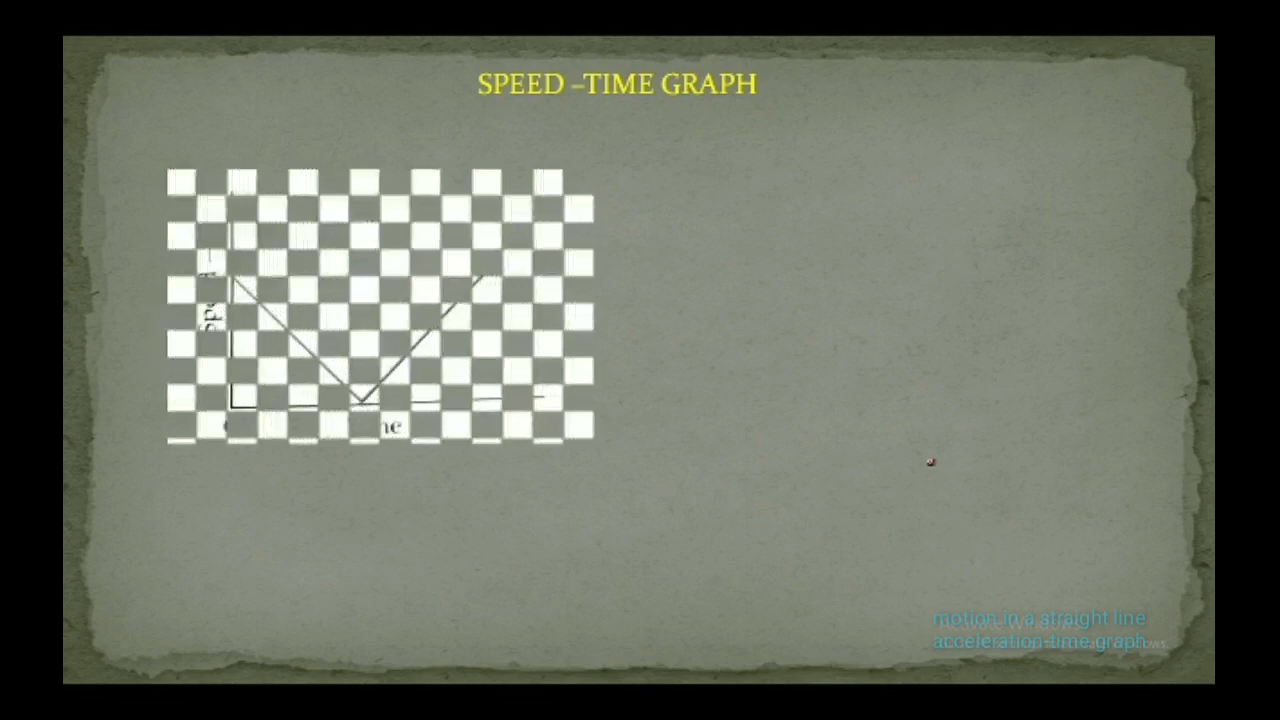 SPEED –TIME GRAPH
motion in a straight line
acceleration-time graph